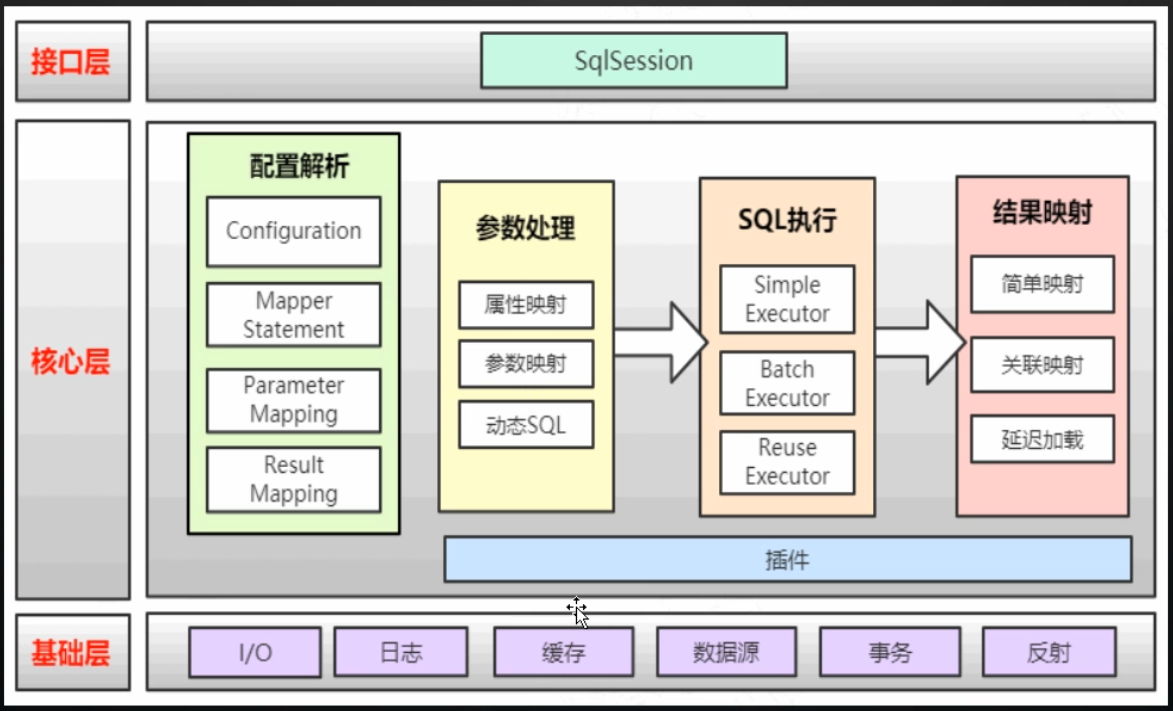 接口层
SqlSession
核心层
配置解析
Configuration
Mapper
Statement
Parameter
Mapping
Result
Mapping
参数处理
属性映射
参数映射
动态SQL
SQL执行
Simple
Executor
Batch
Executor
Reuse
Executor
结果映射
简单映射
关联映射
延迟加载
插件
基础层
I/O
日志
缓存
数据源
事务
反射